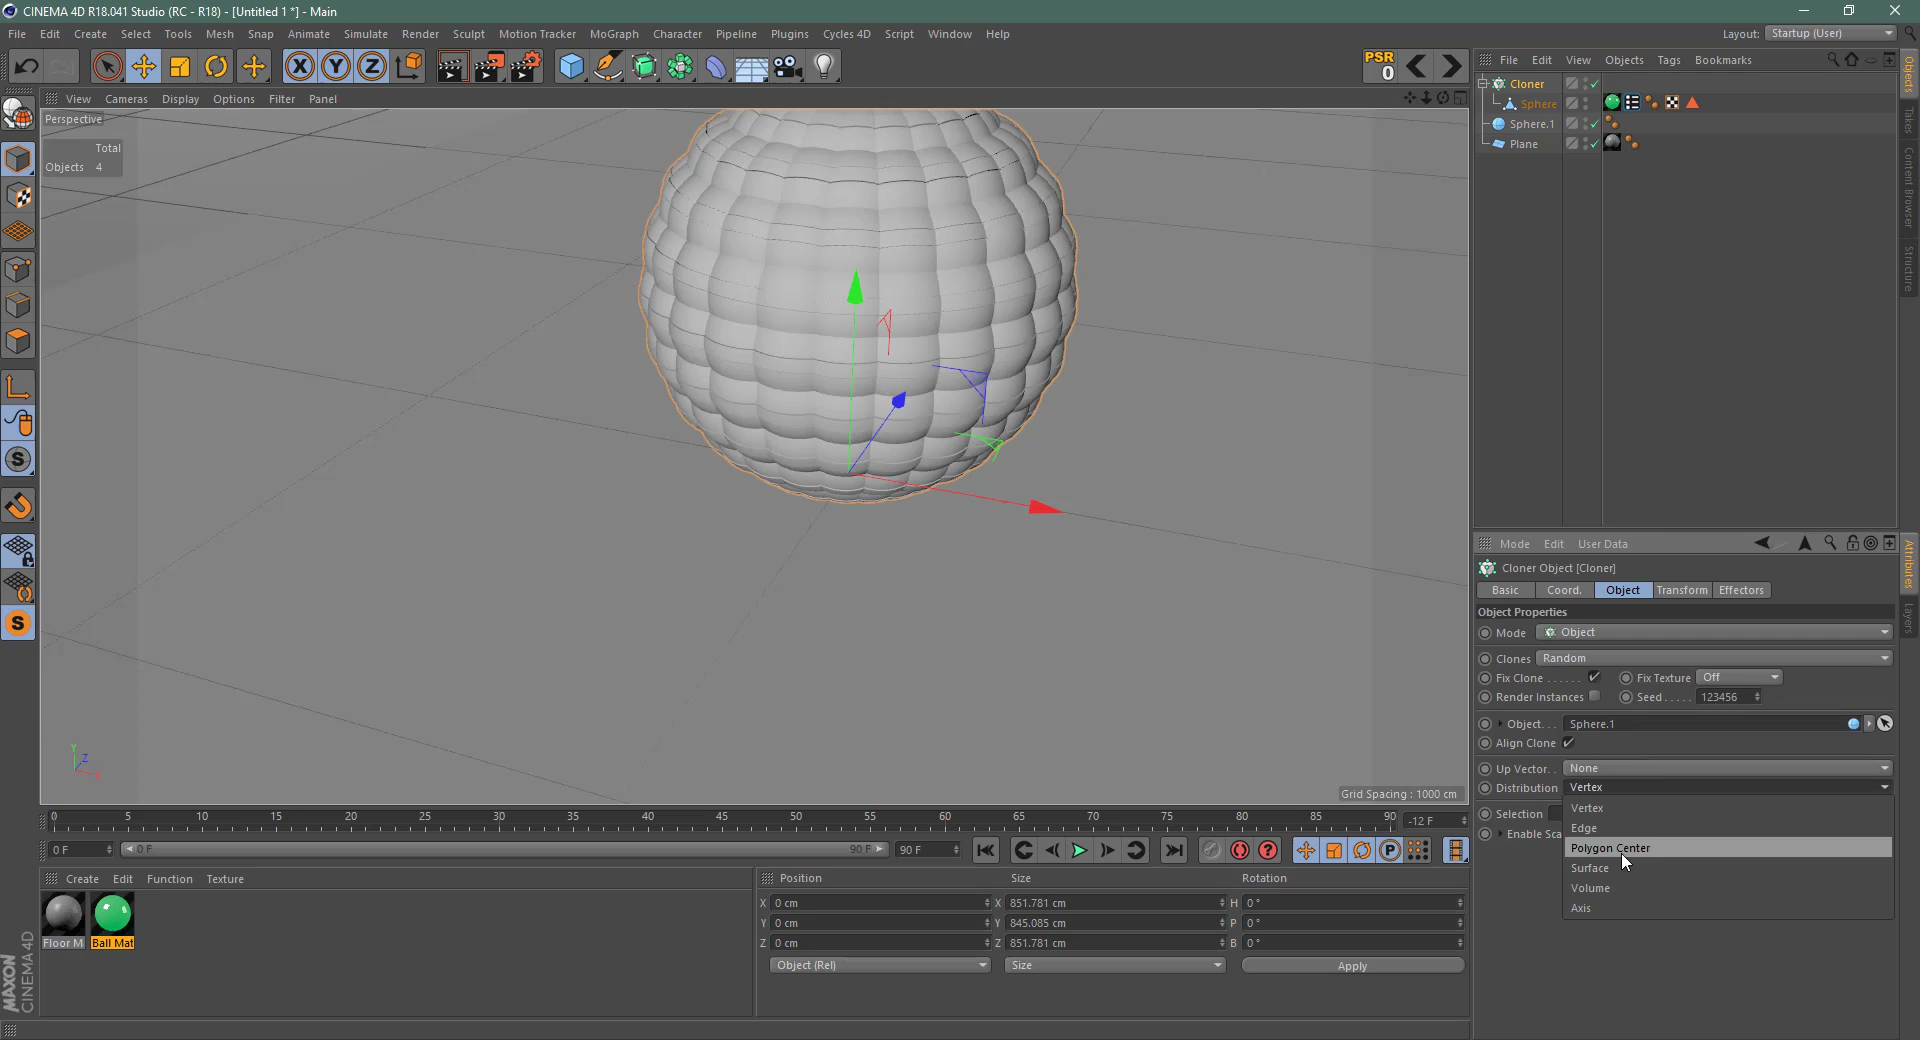 CINEMA 4D R18.041 Studio (RC - R18) - [Untitled 1 *] - Main
File Edit Create Select Tools Mesh Snap Animate Simulate Render Sculpt Motion Tracker MoGraph Character Pipeline Plugins Cycles 4D Script Window Help
Layout: Startup (User)
X Y Z
PSR
0
File Edit View Objects Tags Bookmarks
Cloner
Sphere
Sphere.1
Plane
Objects
Takes
Content Browser
Structure
View Cameras Display Options Filter Panel
Perspective
Total
Objects 4
Y
Z
X
Grid Spacing : 1000 cm
S
S
Mode Edit User Data
Attributes
Layers
Cloner Object [Cloner]
Basic Coord. Object Transform Effectors
Object Properties
Mode Object
Clones Random
Fix Clone ...... Fix Texture Off
Render Instances Seed ..... 123456
Object... Sphere.1
Align Clone
Up Vector.. None
Distribution Vertex
Selection
Enable Sca
Vertex
Edge
Polygon Center
Surface
Volume
Axis
0 5 10 15 20 25 30 35 40 45 50 55 60 65 70 75 80 85 90
-12 F
0 F 0 F 90 F 90 F
P
Create Edit Function Texture
Floor M Ball Mat
Position Size Rotation
X 0 cm X 851.781 cm H 0 °
Y 0 cm Y 845.085 cm P 0 °
Z 0 cm Z 851.781 cm B 0 °
Object (Rel) Size Apply
MAXON
CINEMA 4D